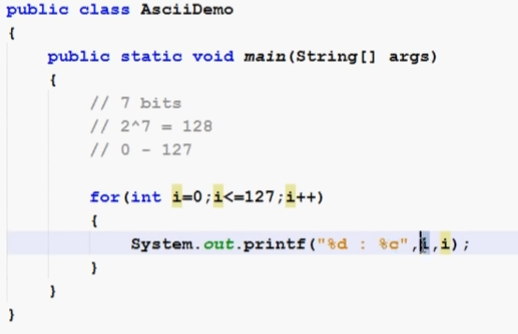 public class AsciiDemo
{
public static void main(String[] args)
{
// 7 bits
// 2^7 = 128
// 0 - 127
for(int i=0;i<=127;i++)
{
System.out.printf("%d : %c",i,i);
}
}
}